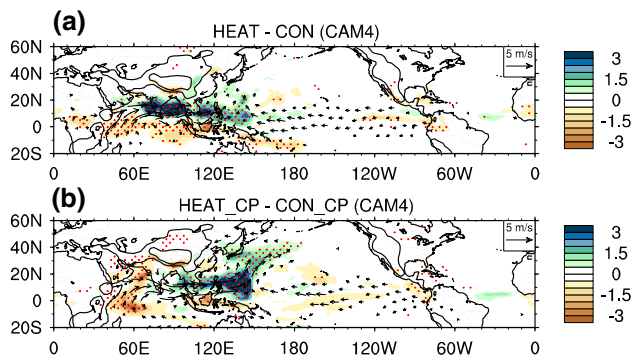 (a)
HEAT - CON (CAM4)
60N
40N
20N
0
20S
5 m/s
0 60E 120E 180 120W 60W 0
3
1.5
0
-1.5
-3
(b)
HEAT_CP - CON_CP (CAM4)
60N
40N
20N
0
20S
5 m/s
0 60E 120E 180 120W 60W 0
3
1.5
0
-1.5
-3